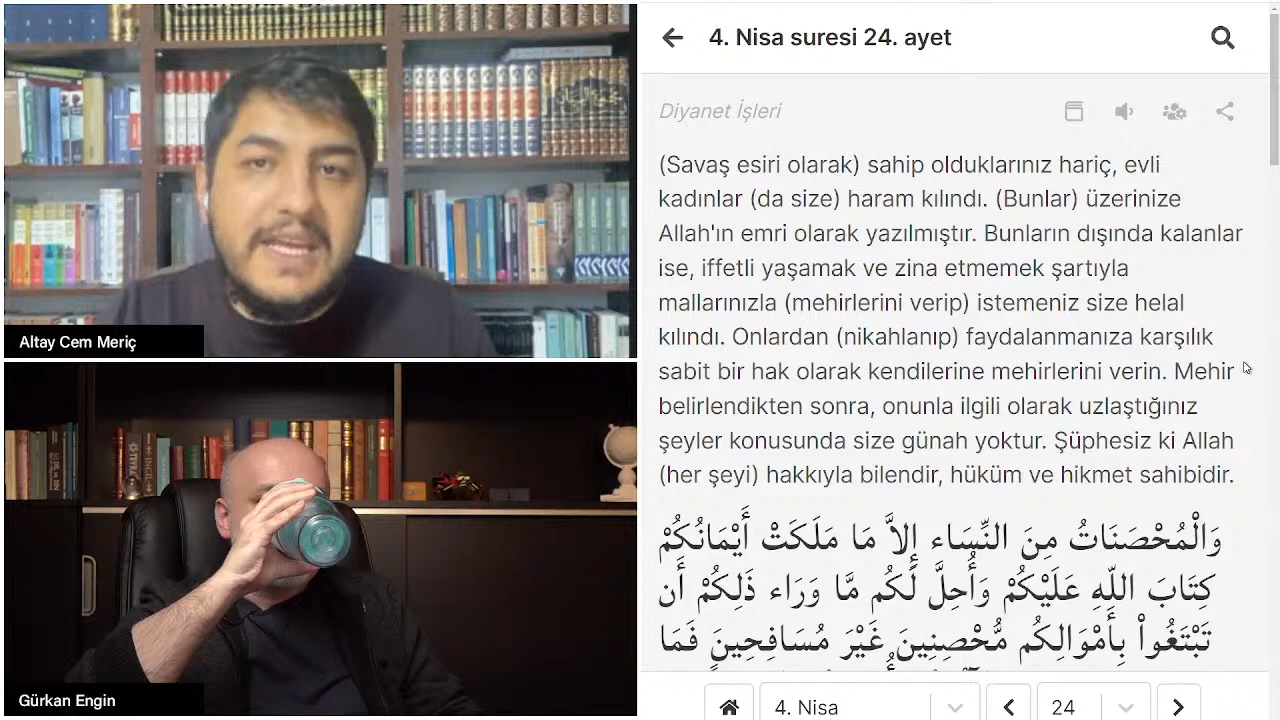 Altay Cem Meriç
Gürkan Engin
4. Nisa suresi 24. ayet
Diyanet İşleri
(Savaş esiri olarak) sahip olduklarınız hariç, evli
kadınlar (da size) haram kılındı. (Bunlar) üzerinize
Allah'ın emri olarak yazılmıştır. Bunların dışında kalanlar
ise, iffetli yaşamak ve zina etmemek şartıyla
mallarınızla (mehirlerini verip) istemeniz size helal
kılındı. Onlardan (nikahlanıp) faydalanmanıza karşılık
sabit bir hak olarak kendilerine mehirlerini verin. Mehir
belirlendikten sonra, onunla ilgili olarak uzlaştığınız
şeyler konusunda size günah yoktur. Şüphesiz ki Allah
(her şeyi) hakkıyla bilendir, hüküm ve hikmet sahibidir.
وَالْمُحْصَنَاتُ مِنَ النِّسَاء إِلاَّ مَا مَلَكَتْ أَيْمَانُكُمْ
كِتَابَ اللّهِ عَلَيْكُمْ وَأُحِلَّ لَكُم مَّا وَرَاء ذَلِكُمْ أَن
تَبْتَغُواْ بِأَمْوَالِكُم مُّحْصِنِينَ غَيْرَ مُسَافِحِينَ فَمَا
4. Nisa
24